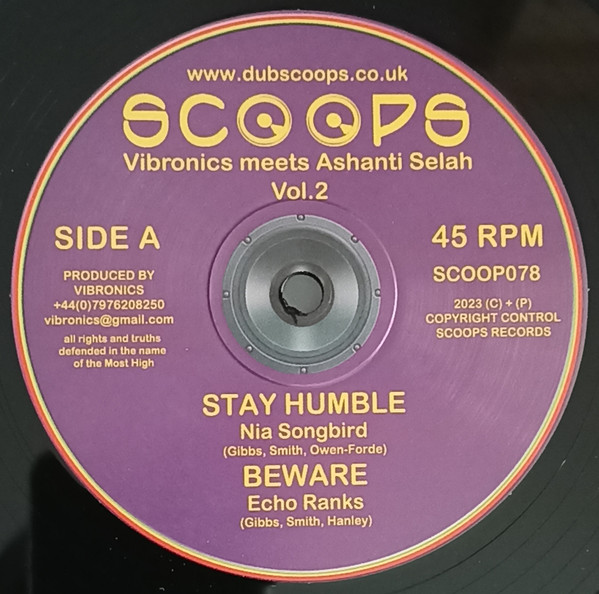 www.dubscoops.co.uk
SCOOPS
Vibronics meets Ashanti Selah
Vol.2
SIDE A
45 RPM
PRODUCED BY
VIBRONICS
+44(0)7976208250
vibronics@gmail.com
all rights and truths
defended in the name
of the Most High
SCOOP078
2023 (C) + (P)
COPYRIGHT CONTROL
SCOOPS RECORDS
STAY HUMBLE
Nia Songbird
(Gibbs, Smith, Owen-Forde)
BEWARE
Echo Ranks
(Gibbs, Smith, Hanley)